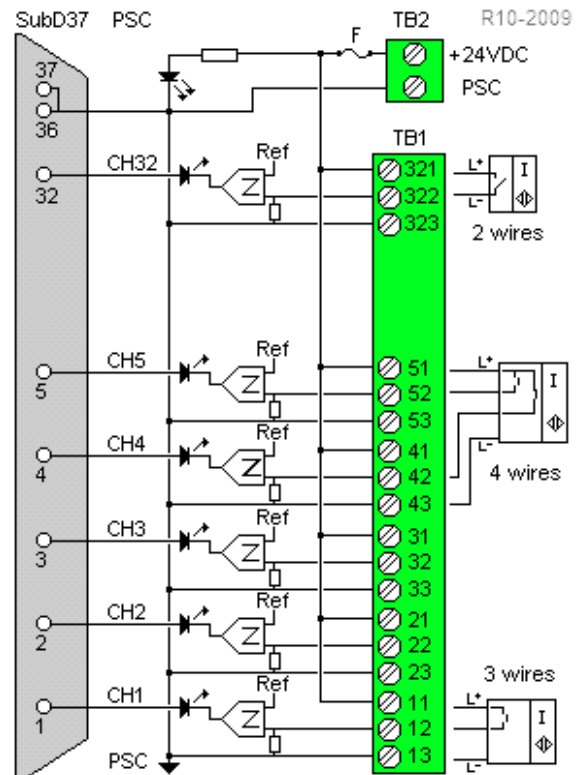 SubD37 PSC TB2 R10-2009
37
F
+24VDC
PSC
36
TB1
CH32
Ref
321
L+
I
32
Z
322
L-
323
2 wires
CH5
Ref
51
L+
I
5
Z
52
53
CH4
Ref
41
L-
4
Z
42
4 wires
43
CH3
Ref
31
3
Z
32
33
CH2
Ref
21
2
Z
22
23
3 wires
CH1
Ref
11
L+
I
1
Z
12
PSC
13
L-